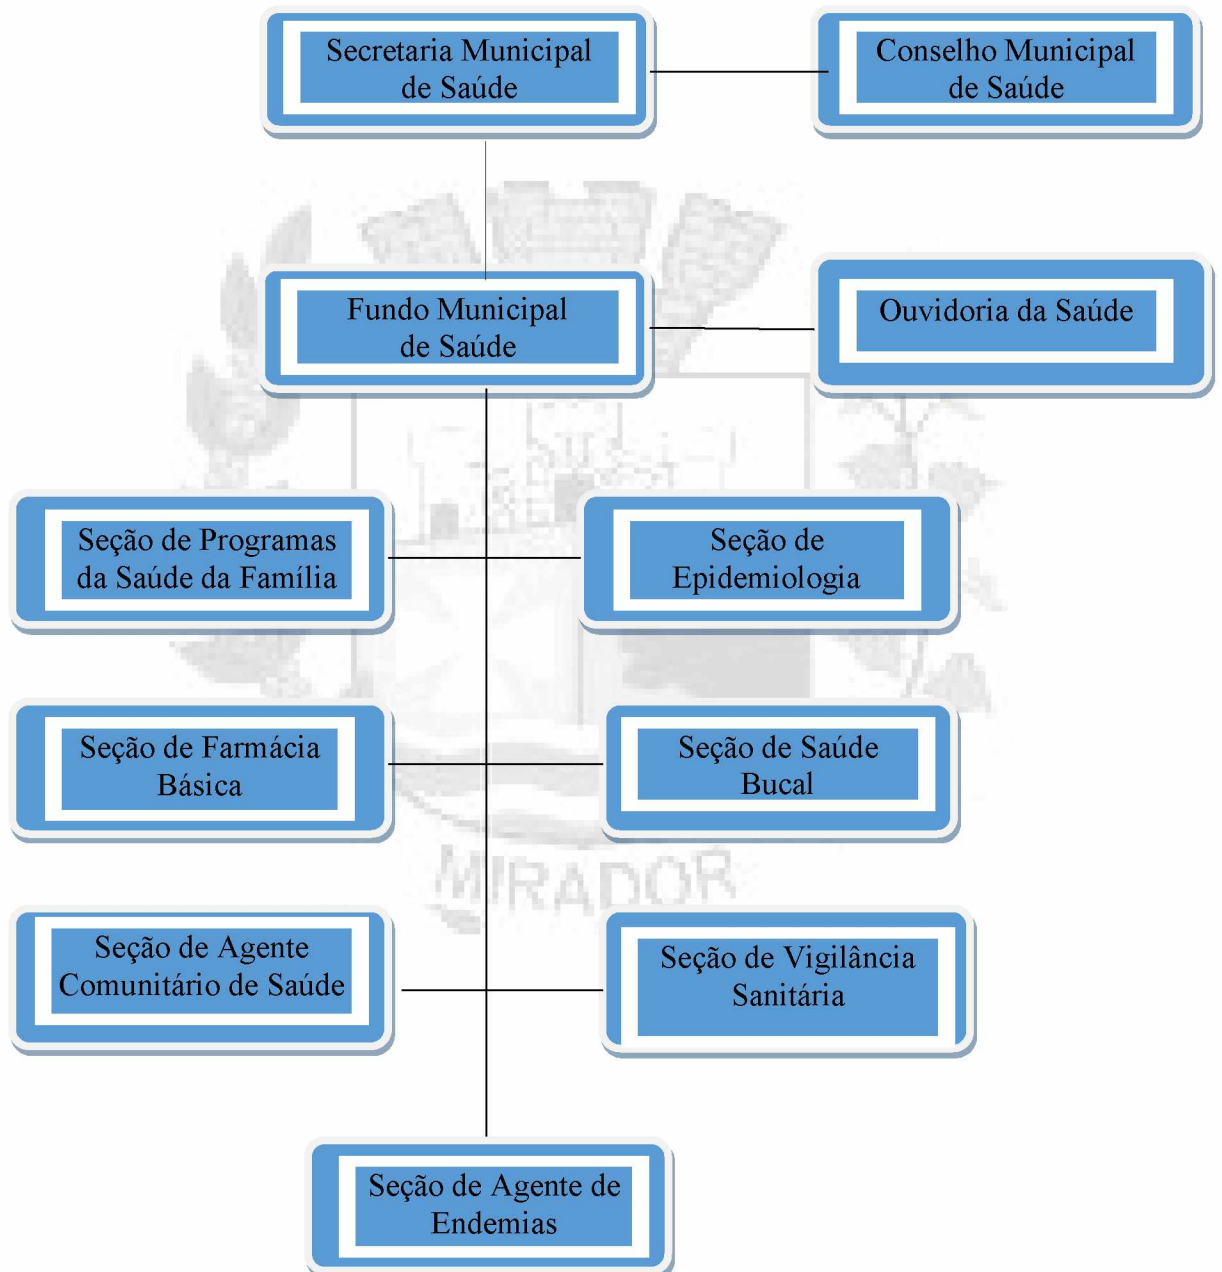 Secretaria Municipal
de Saúde
Conselho Municipal
de Saúde
Fundo Municipal
de Saúde
Ouvidoria da Saúde
Seção de Programas
da Saúde da Família
Seção de
Epidemiologia
Seção de Farmácia
Básica
Seção de Saúde
Bucal
MIRADOR
Seção de Agente
Comunitário de Saúde
Seção de Vigilância
Sanitária
Seção de Agente de
Endemias